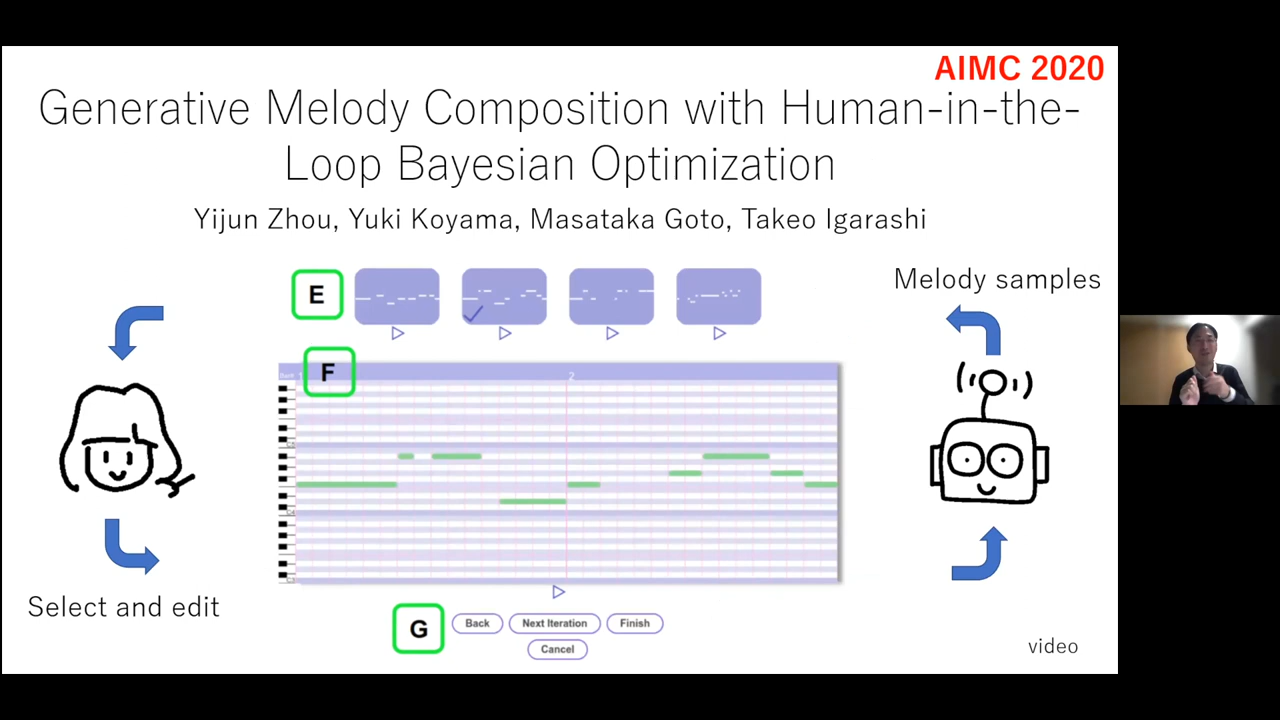 AIMC 2020
Generative Melody Composition with Human-in-the-
Loop Bayesian Optimization
Yijun Zhou, Yuki Koyama, Masataka Goto, Takeo Igarashi
E
Melody samples
F
2
Select and edit
G
Back
Next Iteration
Finish
Cancel
video